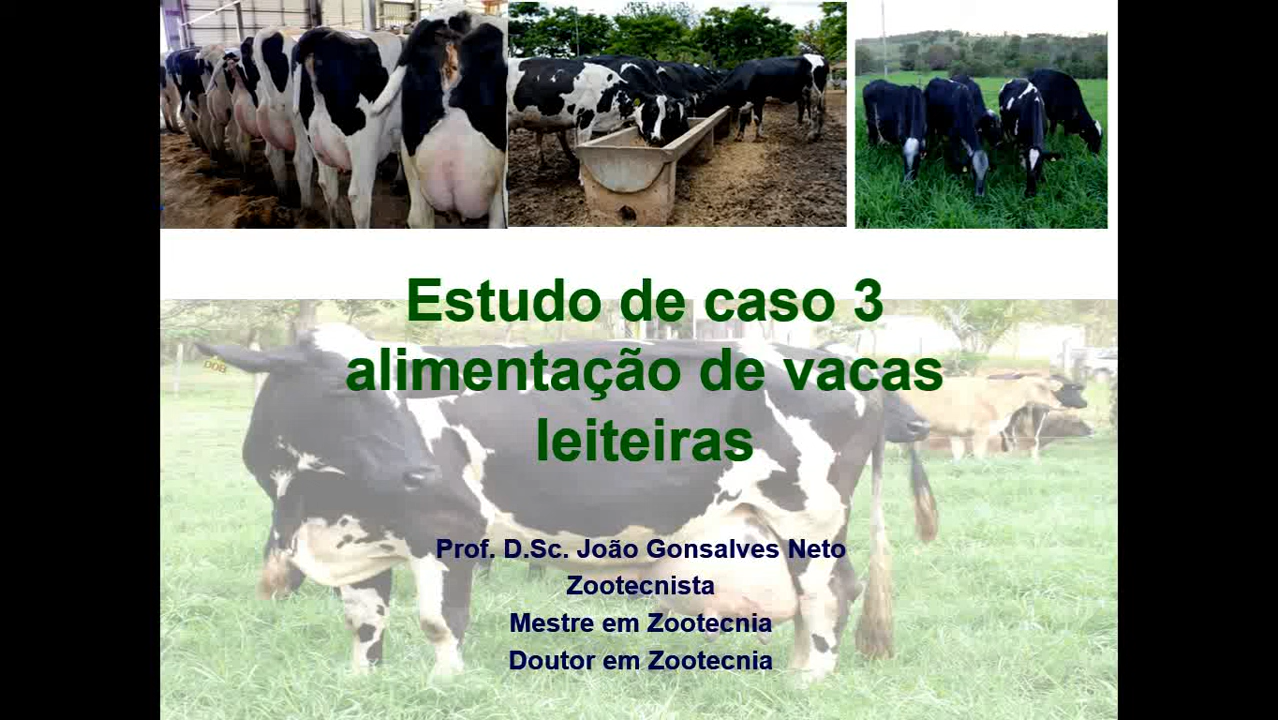 Estudo de caso 3
alimentação de vacas
leiteiras
DOB
Prof. D.Sc. João Gonsalves Neto
Zootecnista
Mestre em Zootecnia
Doutor em Zootecnia